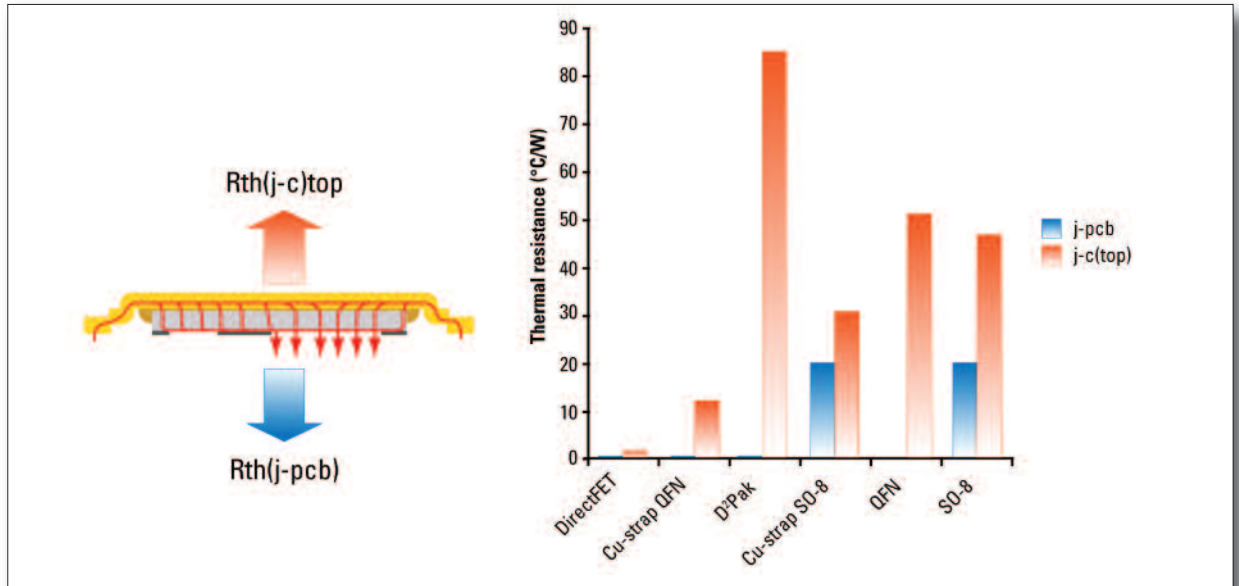 Rth(j-c)top
Rth(j-pcb)
Thermal resistance (°C/W)
90
80
70
60
50
40
30
20
10
0
DirectFET
Cu-strap QFN
D²Pak
Cu-strap SO-8
QFN
SO-8
j-pcb
j-c(top)